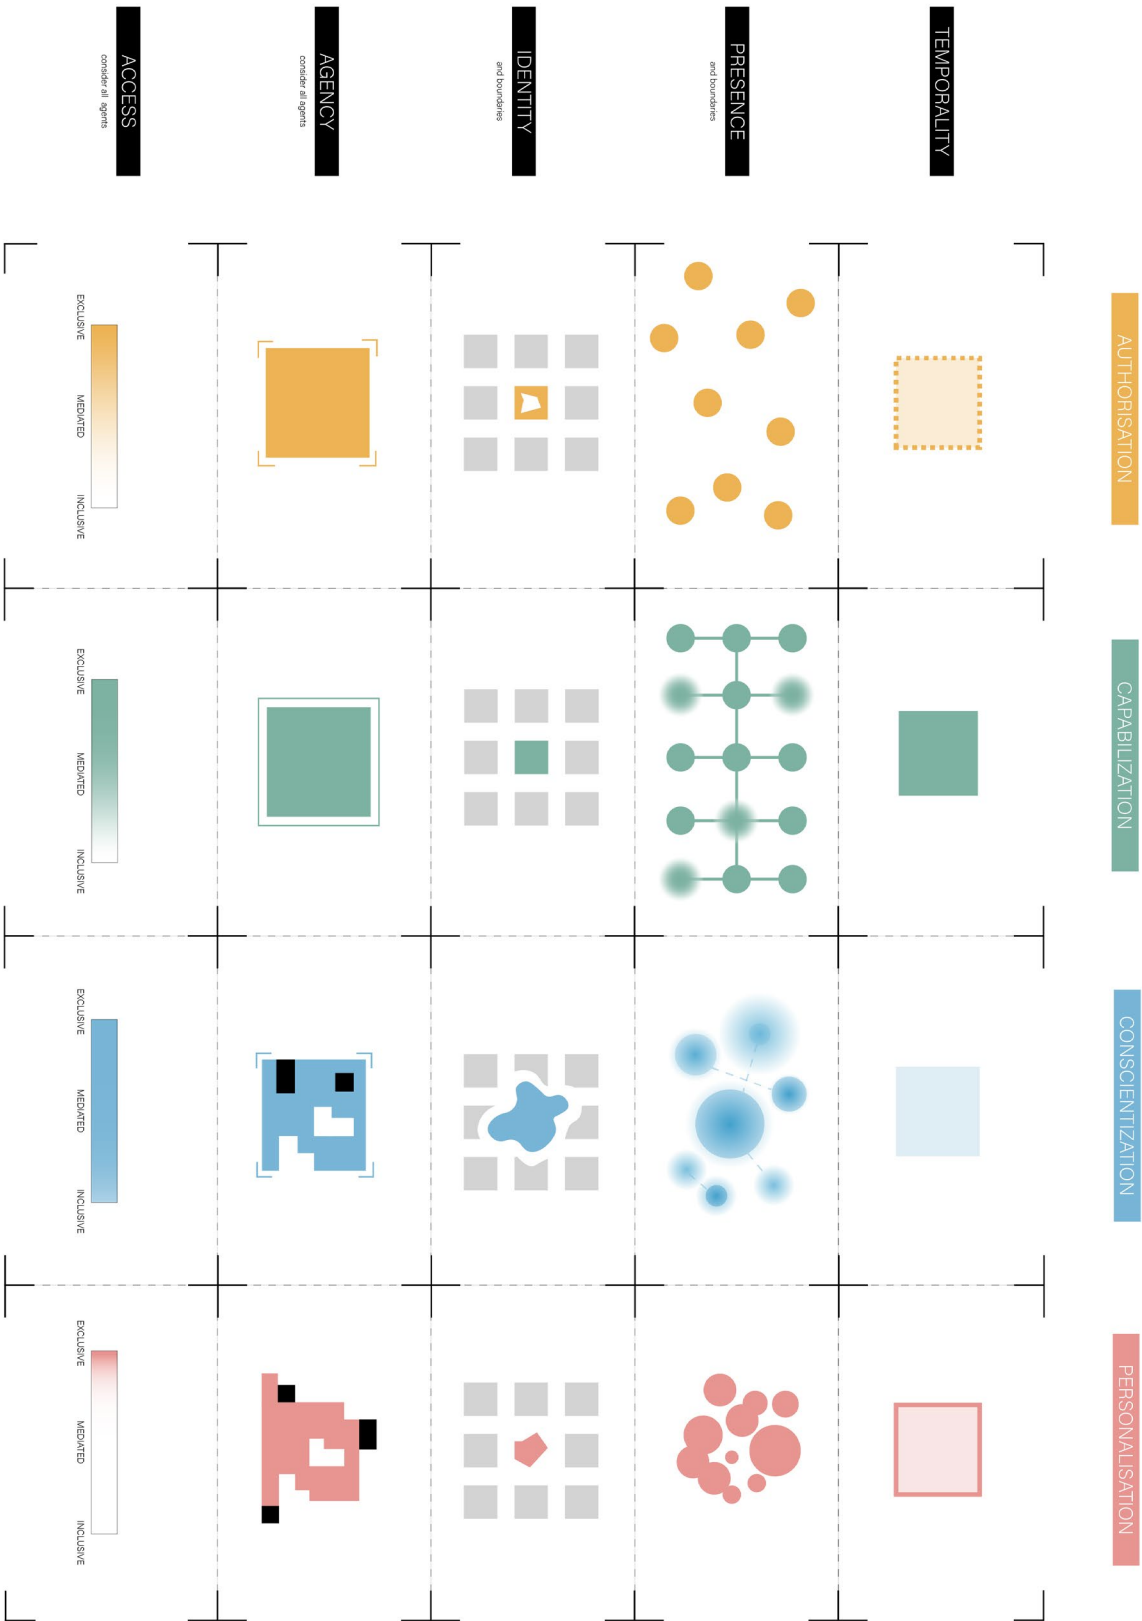 AUTHORISATION
CAPABILIZATION
CONSCIENTIZATION
PERSONALISATION
TEMPORALITY
PRESENCE
and boundaries
IDENTITY
and boundaries
AGENCY
consider all agents
ACCESS
consider all agents
EXCLUSIVE
MEDIATED
INCLUSIVE
EXCLUSIVE
MEDIATED
INCLUSIVE
EXCLUSIVE
MEDIATED
INCLUSIVE
EXCLUSIVE
MEDIATED
INCLUSIVE